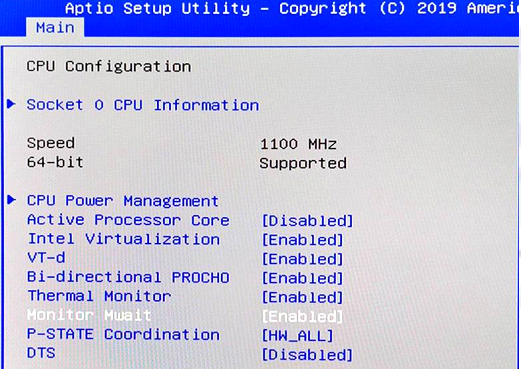 Aptio Setup Utility – Copyright (C) 2019 Ameri
Main
CPU Configuration
Socket 0 CPU Information
Speed 1100 MHz
64-bit Supported
CPU Power Management
Active Processor Core [Disabled]
Intel Virtualization [Enabled]
VT-d [Enabled]
Bi-directional PROCHO [Enabled]
Thermal Monitor [Enabled]
Monitor Mwait [Enabled]
P-STATE Coordination [HW_ALL]
DTS [Disabled]